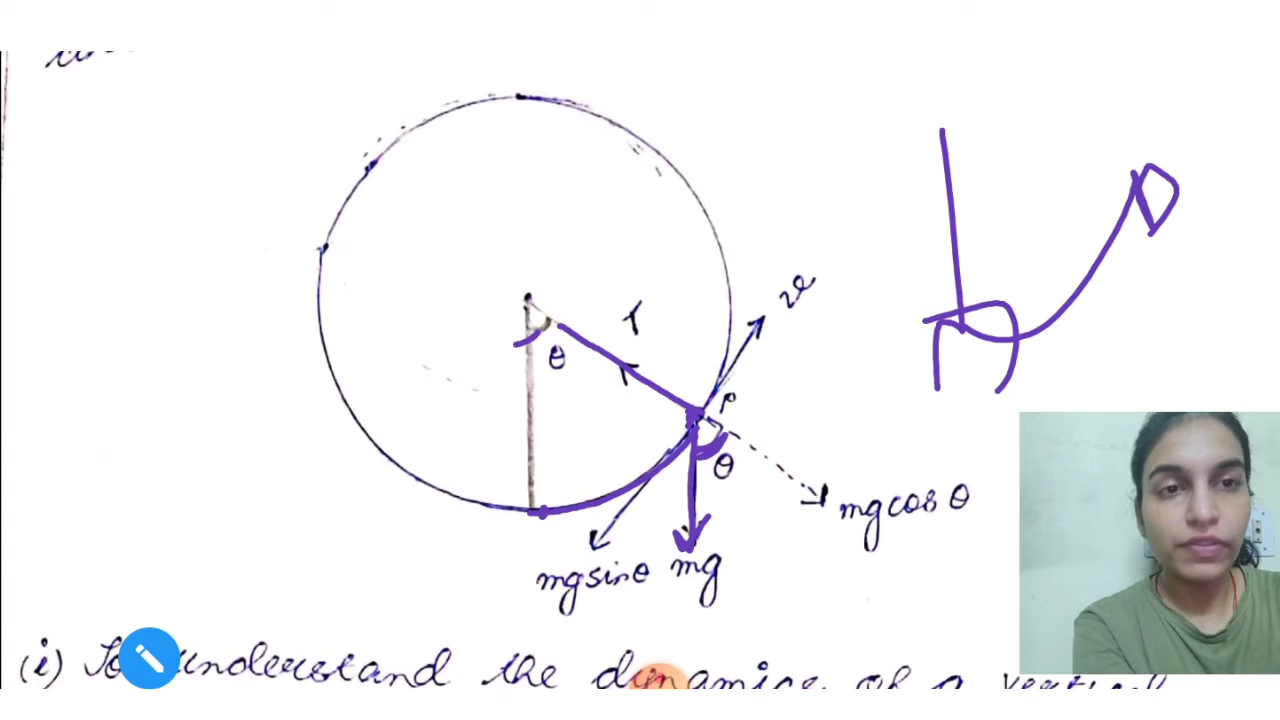 v
r
θ
P
θ
mg cos θ
mg sin θ mg
(i) To understand the dynamics of a vertical